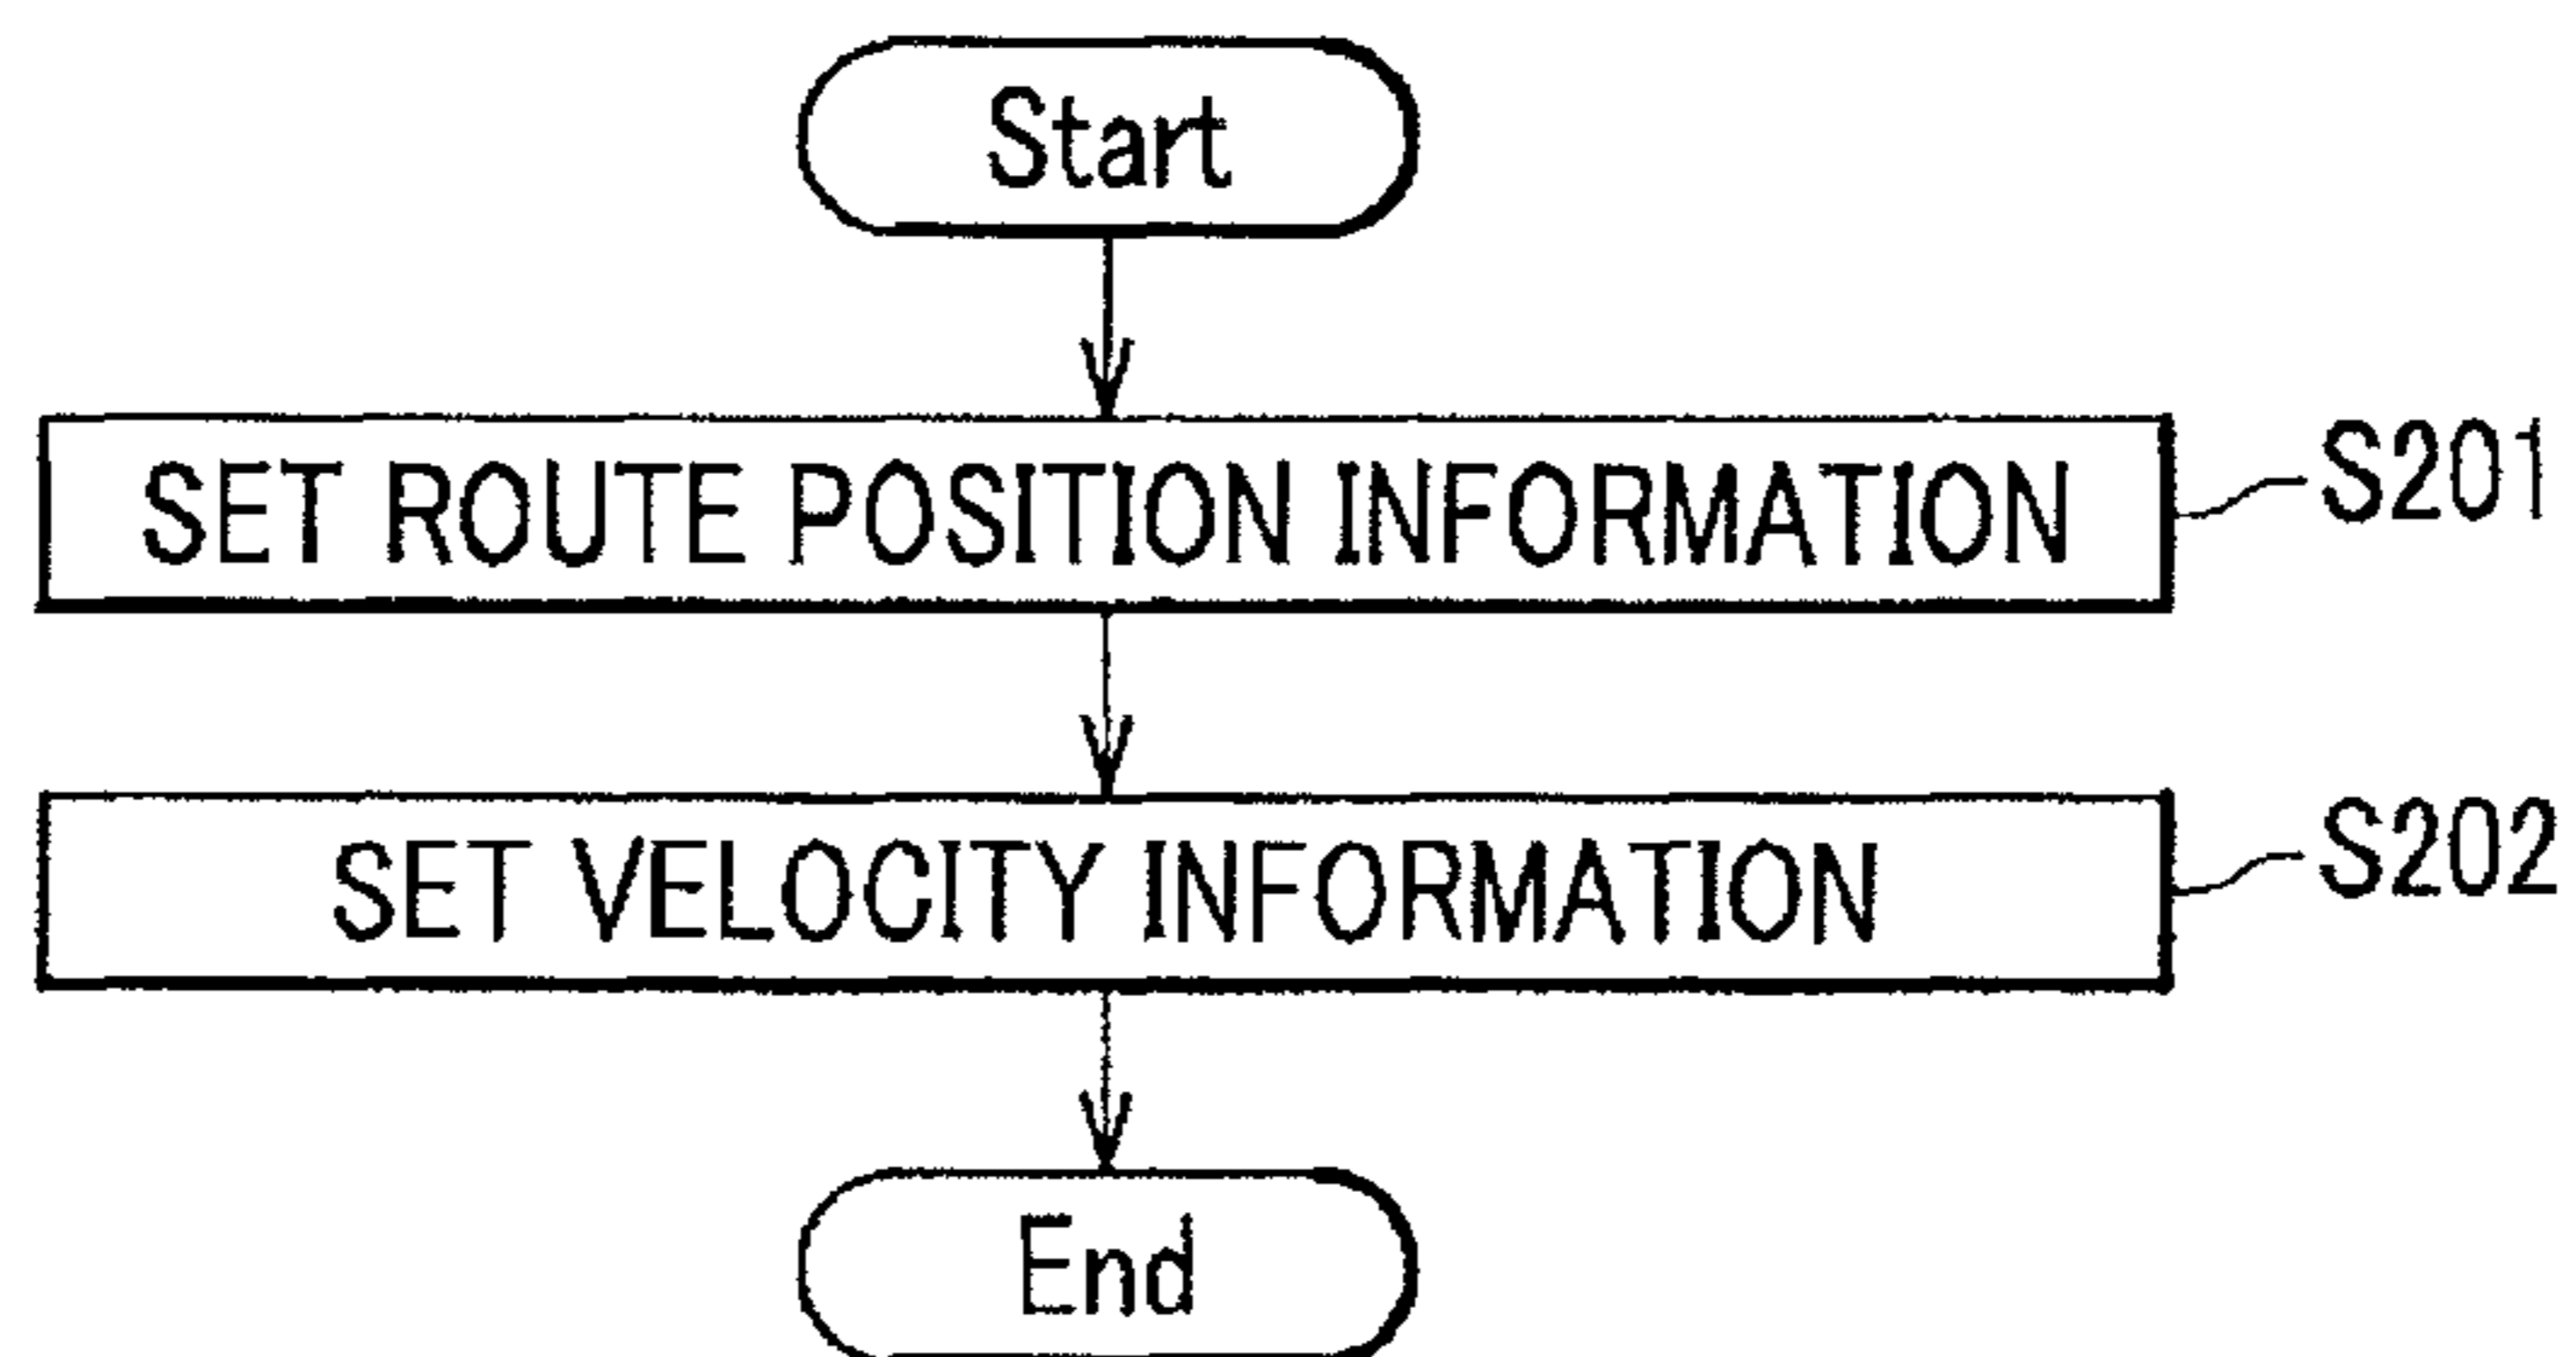 Start
SET ROUTE POSITION INFORMATION
S201
SET VELOCITY INFORMATION
S202
End